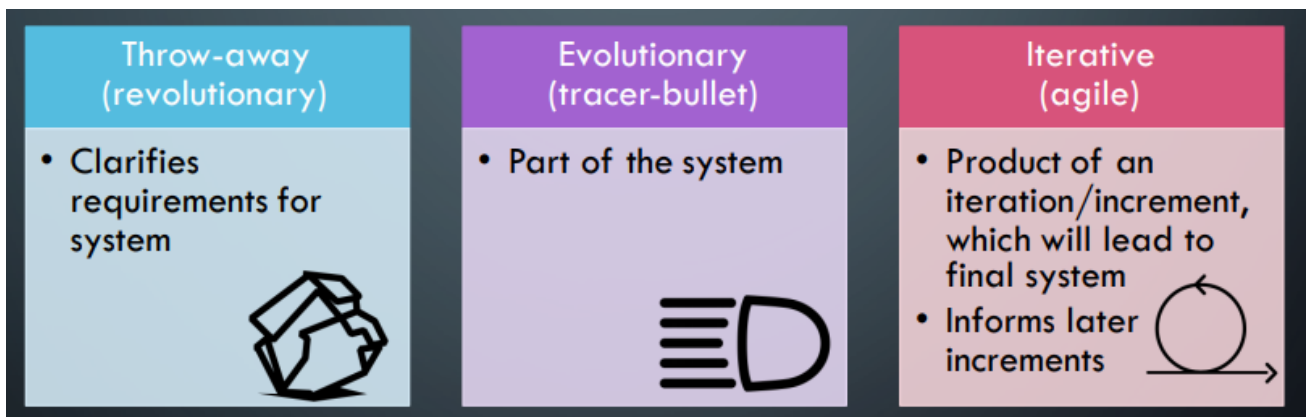 Throw-away
(revolutionary)
• Clarifies
requirements for
system
Evolutionary
(tracer-bullet)
• Part of the system
Iterative
(agile)
• Product of an
iteration/increment,
which will lead to
final system
• Informs later
increments